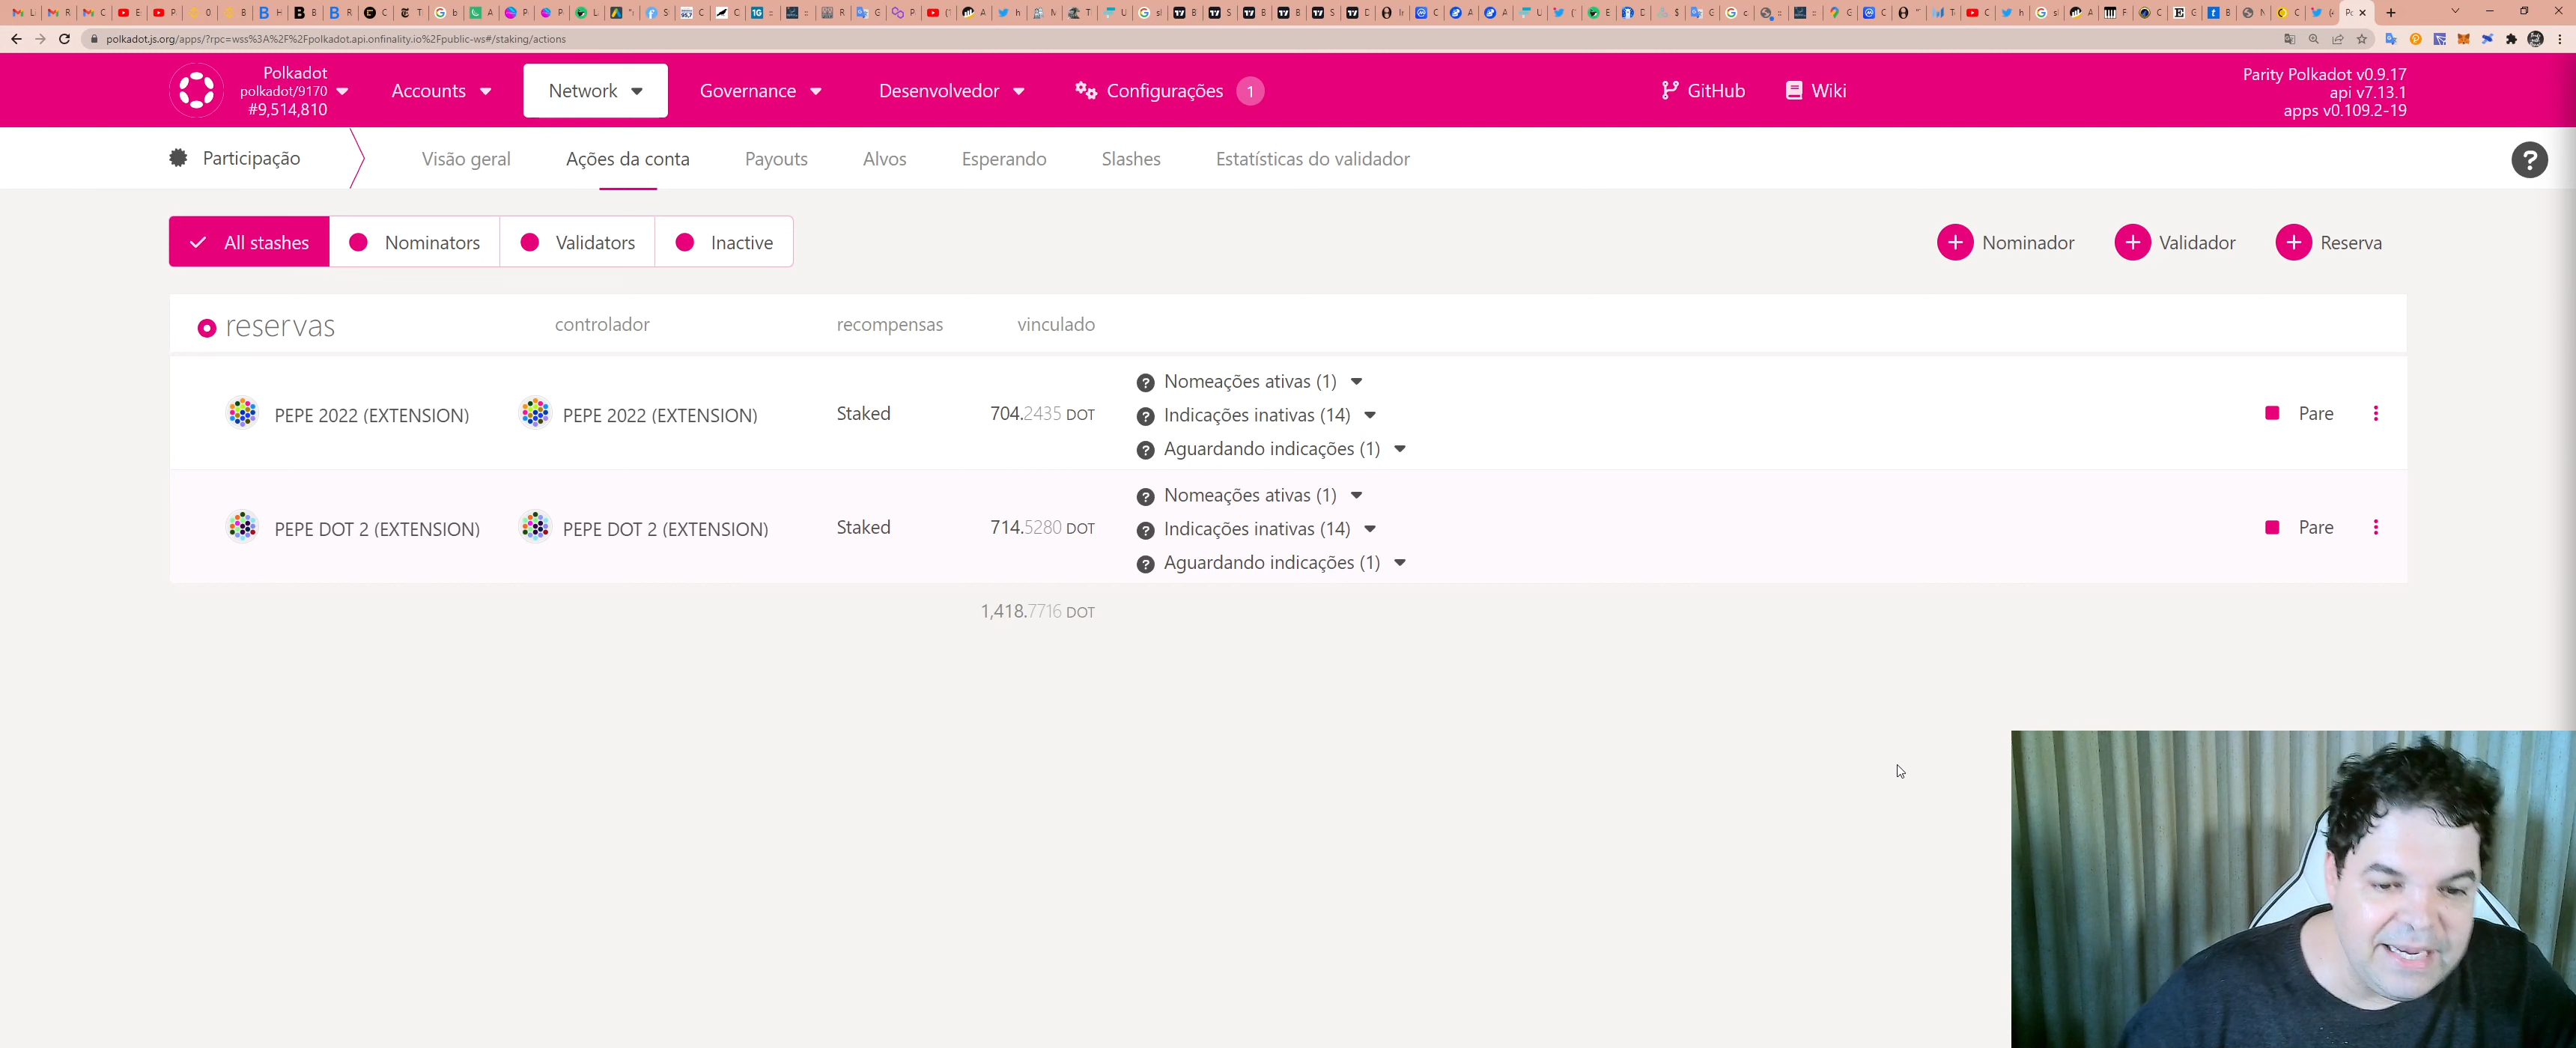 polkadot.js.org/apps/?rpc=wss%3A%2F%2Fpolkadot.api.onfinality.io%2Fpublic-ws#/staking/actions
Polkadot
polkadot/9170
#9,514,810
Accounts
Network
Governance
Desenvolvedor
Configurações 1
GitHub
Wiki
Parity Polkadot v0.9.17
api v7.13.1
apps v0.109.2-19
Participação
Visão geral
Ações da conta
Payouts
Alvos
Esperando
Slashes
Estatísticas do validador
?
All stashes
Nominators
Validators
Inactive
+ Nominador
+ Validador
+ Reserva
reservas controlador recompensas vinculado
PEPE 2022 (EXTENSION) PEPE 2022 (EXTENSION) Staked 704.2435 DOT
? Nomeações ativas (1)
? Indicações inativas (14)
? Aguardando indicações (1)
Pare
PEPE DOT 2 (EXTENSION) PEPE DOT 2 (EXTENSION) Staked 714.5280 DOT
? Nomeações ativas (1)
? Indicações inativas (14)
? Aguardando indicações (1)
Pare
1,418.7716 DOT